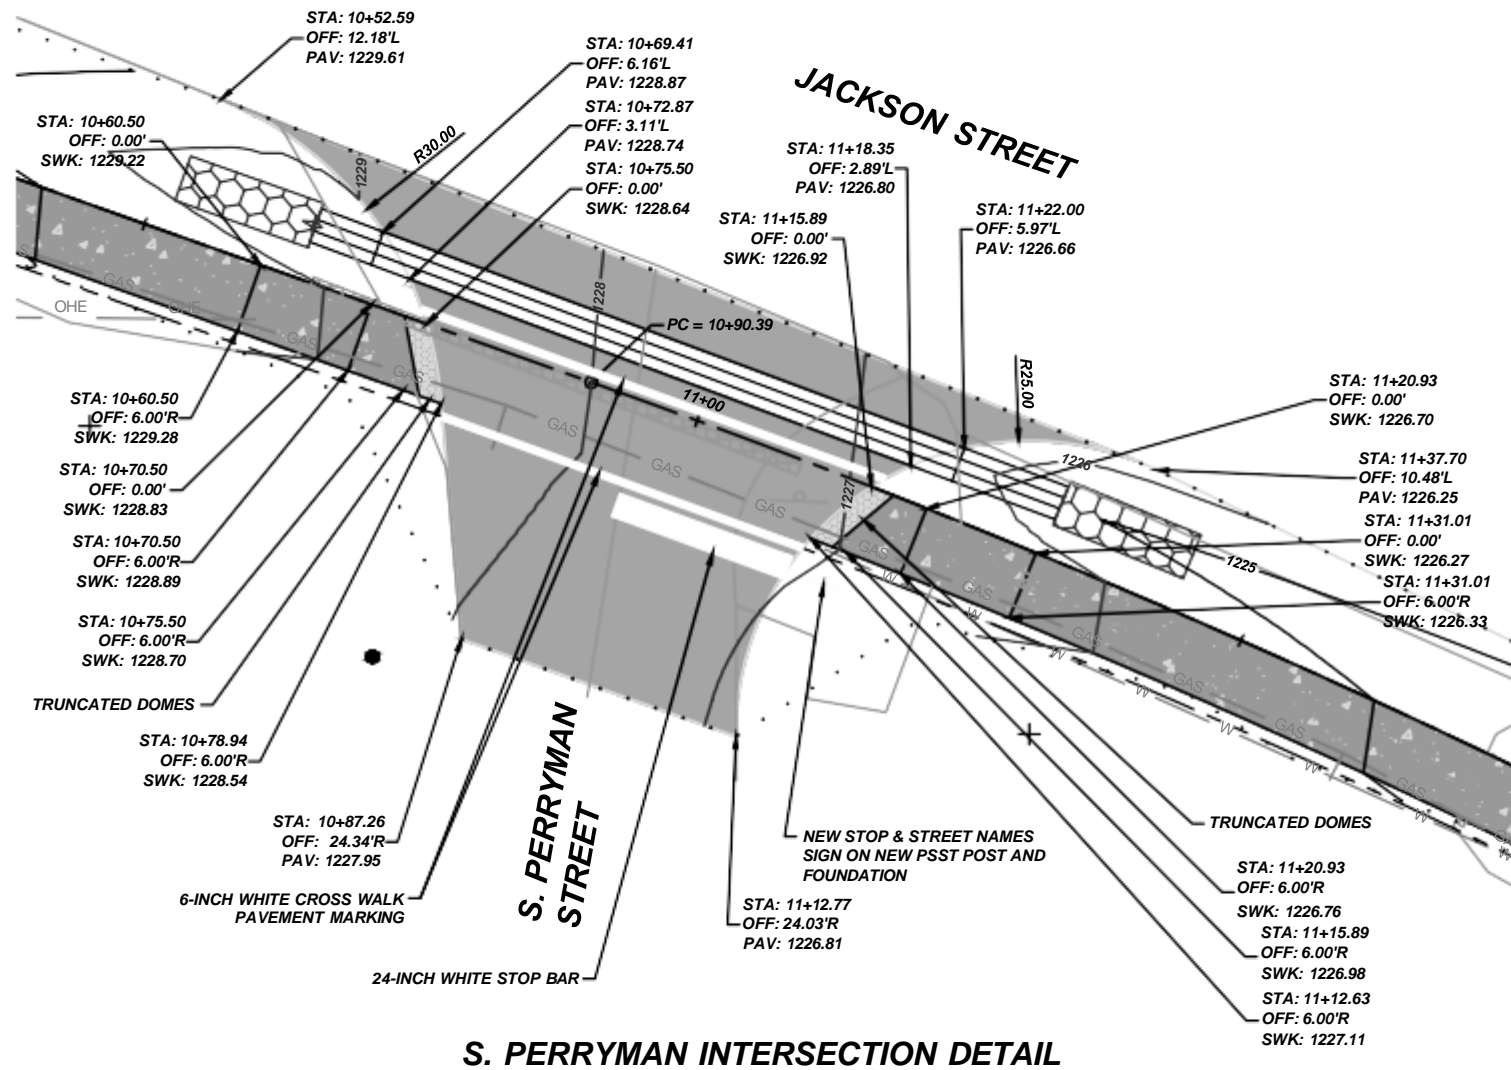 STA: 10+52.59
OFF: 12.18'L
PAV: 1229.61
STA: 10+69.41
OFF: 6.16'L
PAV: 1228.87
STA: 10+72.87
OFF: 3.11'L
PAV: 1228.74
STA: 10+75.50
OFF: 0.00'
SWK: 1228.64
JACKSON STREET
STA: 10+60.50
OFF: 0.00'
SWK: 1229.22
R30.00
1229
STA: 11+18.35
OFF: 2.89'L
PAV: 1226.80
STA: 11+15.89
OFF: 0.00'
SWK: 1226.92
STA: 11+22.00
OFF: 5.97'L
PAV: 1226.66
GAS
OHE
OHE
GAS
1228
PC = 10+90.39
GAS
11+00
GAS
GAS
GAS
1227
GAS
R25.00
1226
1225
STA: 11+20.93
OFF: 0.00'
SWK: 1226.70
STA: 11+37.70
OFF: 10.48'L
PAV: 1226.25
STA: 11+31.01
OFF: 0.00'
SWK: 1226.27
STA: 11+31.01
OFF: 6.00'R
SWK: 1226.33
STA: 10+60.50
OFF: 6.00'R
SWK: 1229.28
STA: 10+70.50
OFF: 0.00'
SWK: 1228.83
STA: 10+70.50
OFF: 6.00'R
SWK: 1228.89
STA: 10+75.50
OFF: 6.00'R
SWK: 1228.70
TRUNCATED DOMES
STA: 10+78.94
OFF: 6.00'R
SWK: 1228.54
STA: 10+87.26
OFF: 24.34'R
PAV: 1227.95
6-INCH WHITE CROSS WALK
PAVEMENT MARKING
24-INCH WHITE STOP BAR
S. PERRYMAN
STREET
W
GAS
W
GAS
W
W
GAS
W
GAS
W
GAS
W
NEW STOP & STREET NAMES
SIGN ON NEW PSST POST AND
FOUNDATION
STA: 11+12.77
OFF: 24.03'R
PAV: 1226.81
TRUNCATED DOMES
STA: 11+20.93
OFF: 6.00'R
SWK: 1226.76
STA: 11+15.89
OFF: 6.00'R
SWK: 1226.98
STA: 11+12.63
OFF: 6.00'R
SWK: 1227.11
S. PERRYMAN INTERSECTION DETAIL